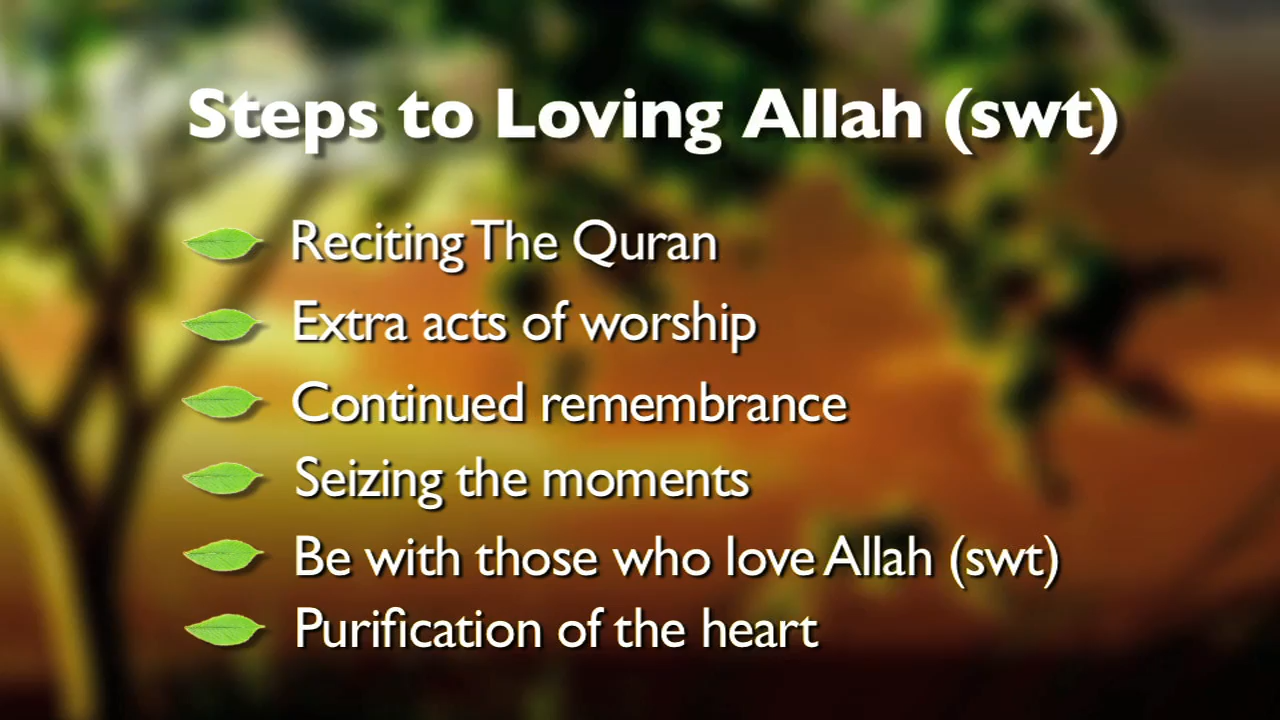 Steps to Loving Allah (swt)
Reciting The Quran
Extra acts of worship
Continued remembrance
Seizing the moments
Be with those who love Allah (swt)
Purification of the heart